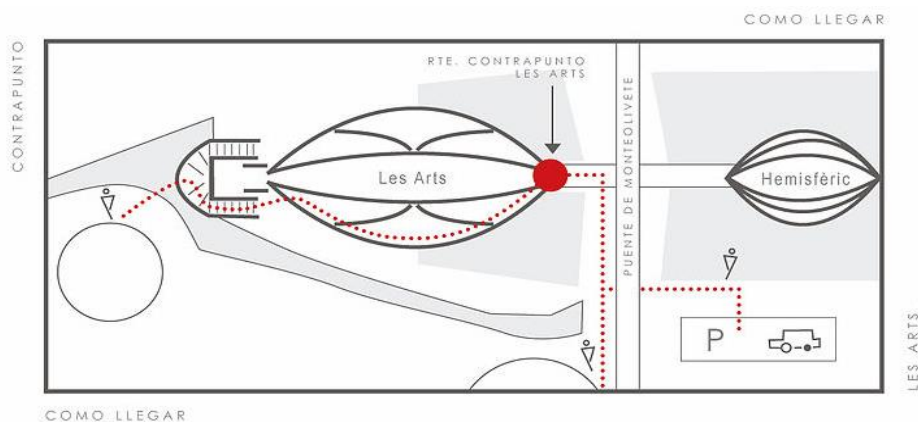 COMO LLEGAR
CONTRAPUNTO
RTE. CONTRAPUNTO
LES ARTS
PUENTE DE MONTEOLIVETE
Les Arts
Hemisfèric
P
LES ARTS
COMO LLEGAR